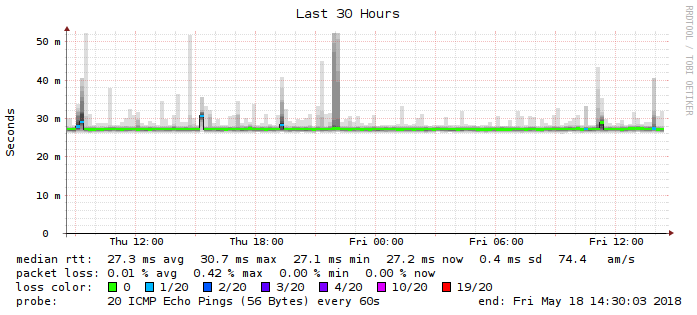 Last 30 Hours
RRDTOOL / TOBI OETIKER
Seconds
50 m
40 m
30 m
20 m
10 m
0
Thu 12:00 Thu 18:00 Fri 00:00 Fri 06:00 Fri 12:00
median rtt: 27.3 ms avg 30.7 ms max 27.1 ms min 27.2 ms now 0.4 ms sd 74.4 am/s
packet loss: 0.01 % avg 0.42 % max 0.00 % min 0.00 % now
loss color: 0 1/20 2/20 3/20 4/20 10/20 19/20
probe: 20 ICMP Echo Pings (56 Bytes) every 60s end: Fri May 18 14:30:03 2018